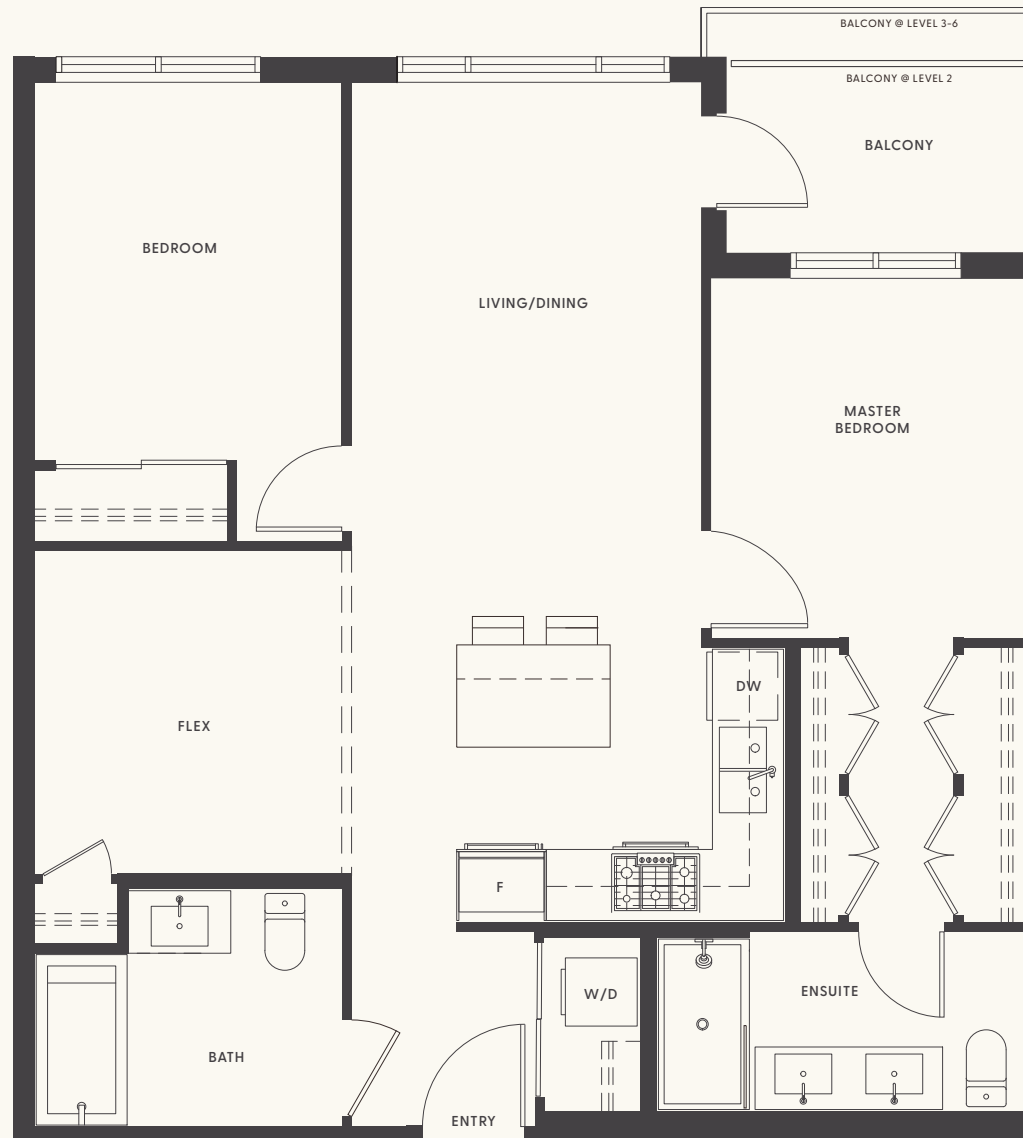 BALCONY @ LEVEL 3-6
BALCONY @ LEVEL 2
BALCONY
BEDROOM
LIVING/DINING
MASTER
BEDROOM
DW
FLEX
F
W/D
ENSUITE
BATH
ENTRY